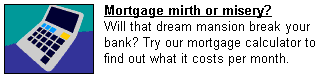 Mortgage mirth or misery?
Will that dream mansion break your
bank? Try our mortgage calculator to
find out what it costs per month.